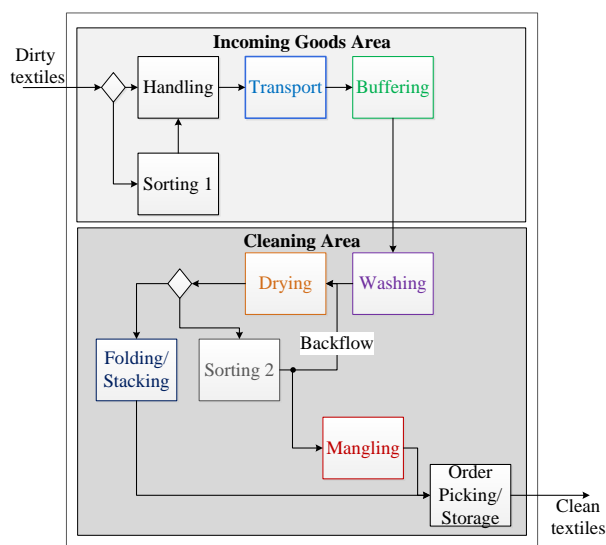 Incoming Goods Area
Dirty
textiles
Handling
Transport
Buffering
Sorting 1
Cleaning Area
Drying
Washing
Backflow
Folding/
Stacking
Sorting 2
Mangling
Order
Picking/
Storage
Clean
textiles